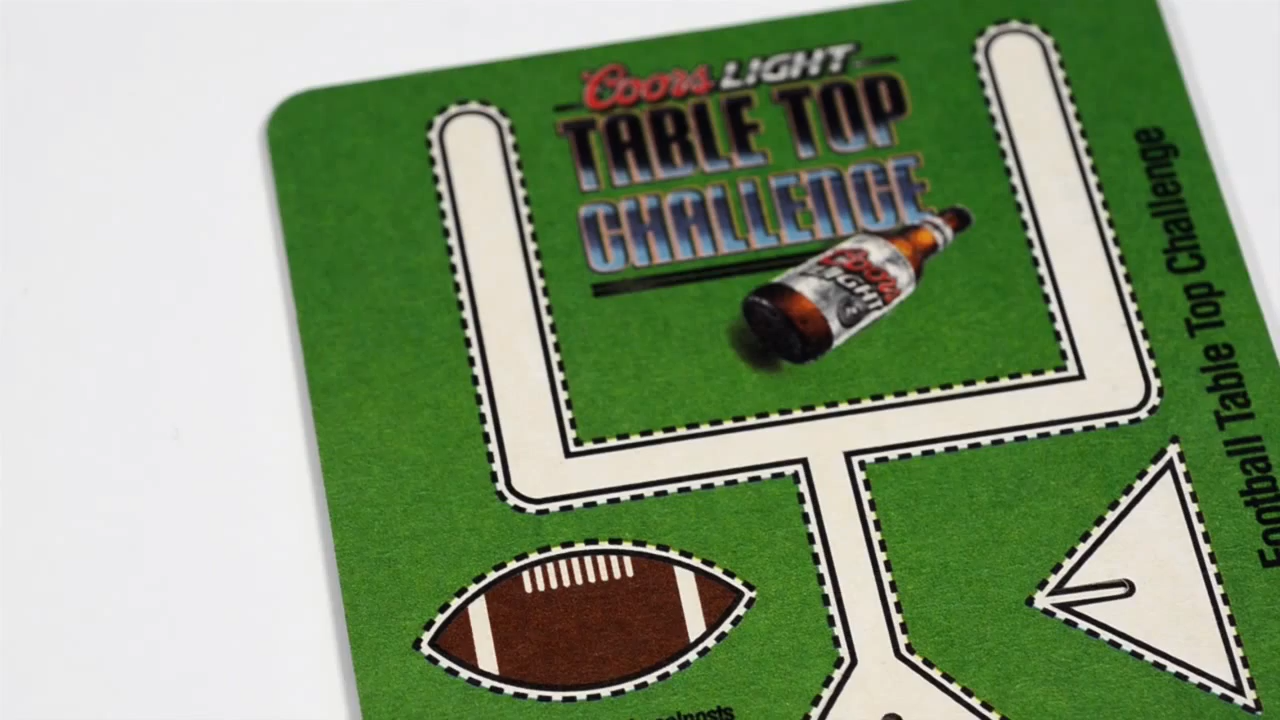 Coors LIGHT
TABLE TOP
CHALLENGE
Coors
LIGHT
Football Table Top Challenge